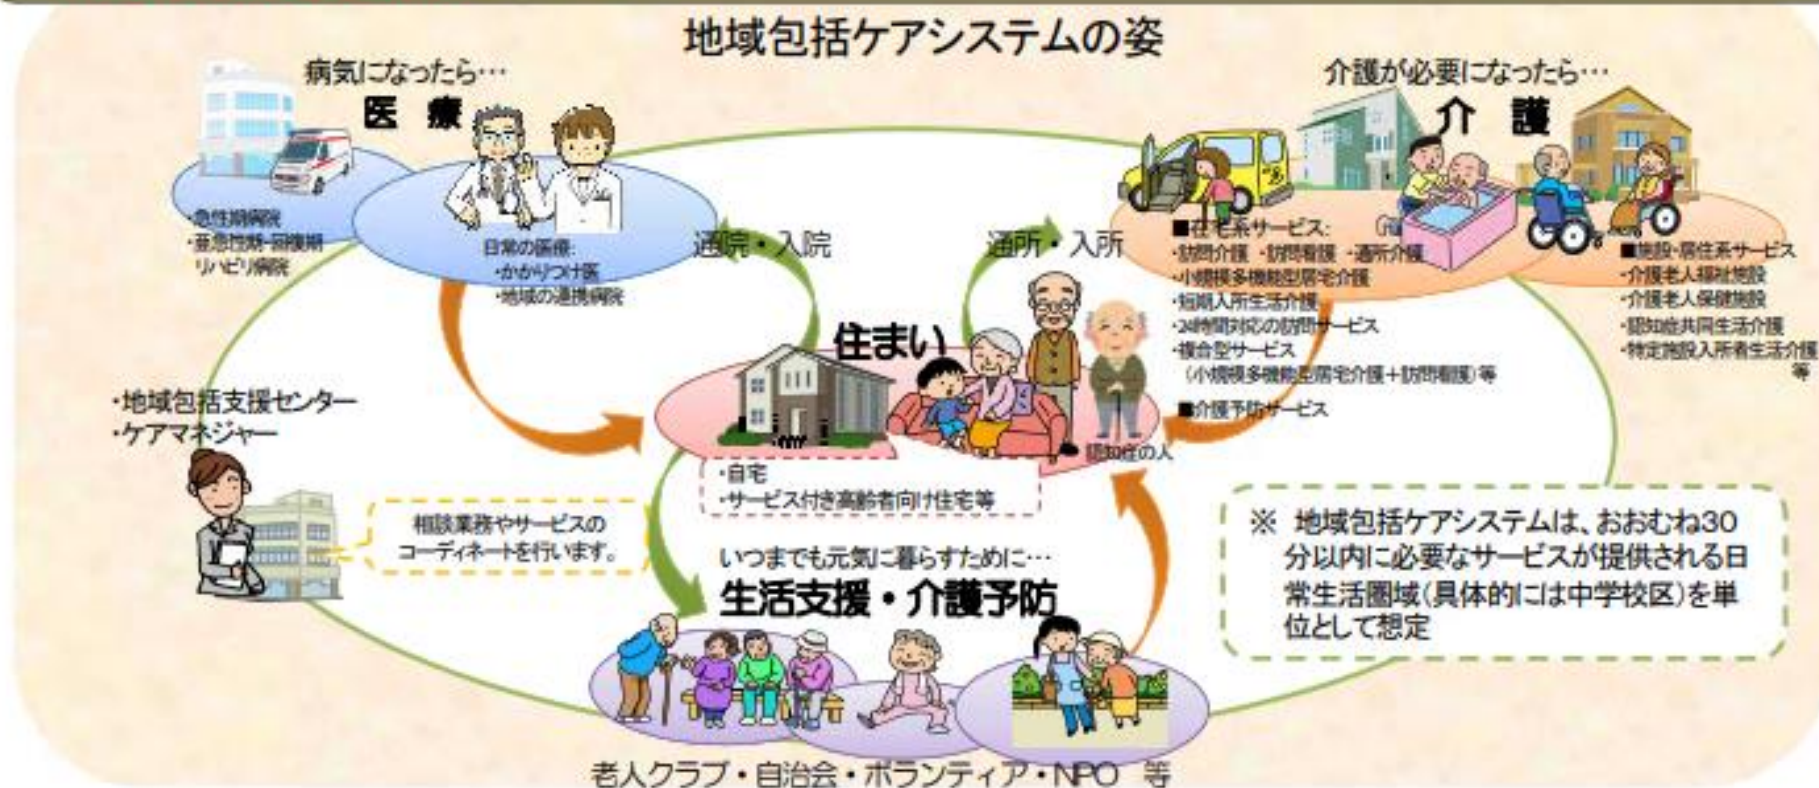 地域包括ケアシステムの姿
病気になったら…
医 療
・急性期病院
・亜急性期・回復期
リハビリ病院
日常の医療:
・かかりつけ医
・地域の連携病院
通院・入院
通所・入所
介護が必要になったら…
介 護
■在宅系サービス:
・訪問介護 ・訪問看護 ・通所介護
・小規模多機能型居宅介護
・短期入所生活介護
・24時間対応の訪問サービス
・複合型サービス
(小規模多機能型居宅介護+訪問看護)等
■介護予防サービス
■施設・居住系サービス
・介護老人福祉施設
・介護老人保健施設
・認知症共同生活介護
・特定施設入所者生活介護
等
住まい
認知症の人
・自宅
・サービス付き高齢者向け住宅等
・地域包括支援センター
・ケアマネジャー
相談業務やサービスの
コーディネートを行います。
いつまでも元気に暮らすために…
生活支援・介護予防
老人クラブ・自治会・ボランティア・NPO 等
※ 地域包括ケアシステムは、おおむね30
分以内に必要なサービスが提供される日
常生活圏域(具体的には中学校区)を単
位として想定